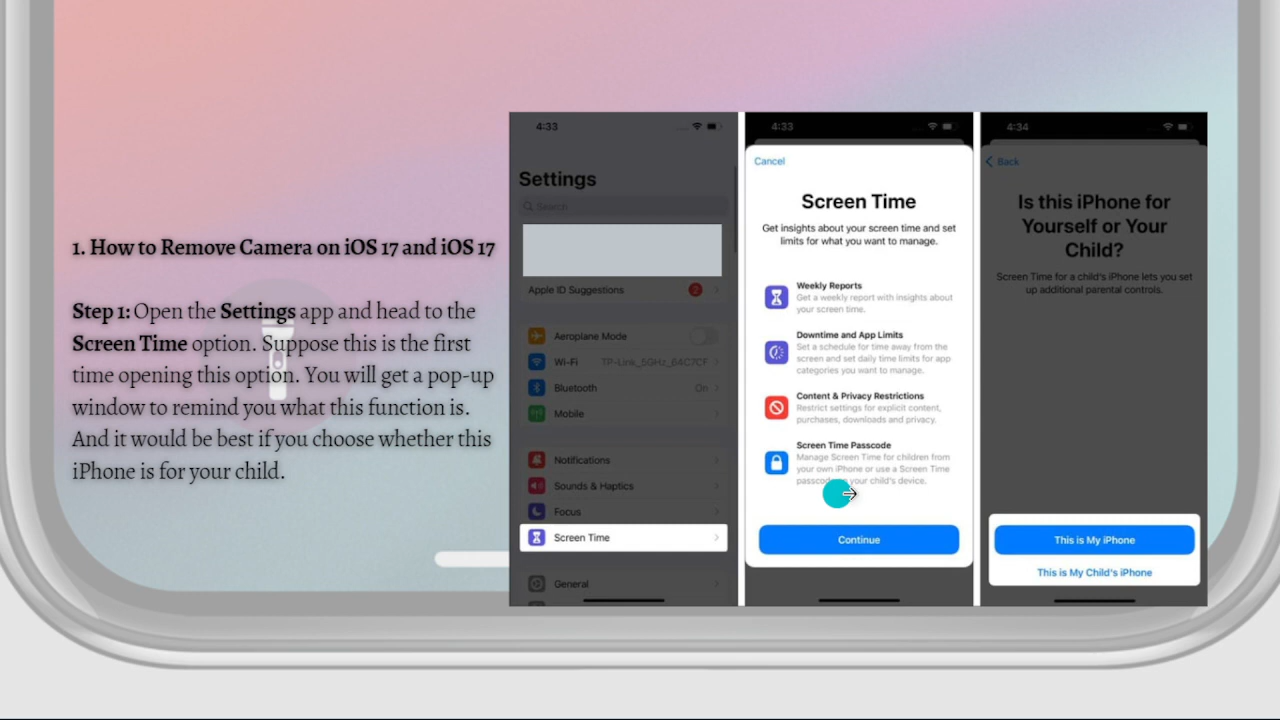 1. How to Remove Camera on iOS 17 and iOS 17
Step 1: Open the Settings app and head to the
Screen Time option. Suppose this is the first
time opening this option. You will get a pop-up
window to remind you what this function is.
And it would be best if you choose whether this
iPhone is for your child.
4:33
Settings
Search
Apple ID Suggestions
2
Aeroplane Mode
Wi-Fi TP-Link_5GHz_64C7CF
Bluetooth On
Mobile
Notifications
Sounds & Haptics
Focus
Screen Time
General
4:33
Cancel
Screen Time
Get insights about your screen time and set
limits for what you want to manage.
Weekly Reports
Get a weekly report with insights about
your screen time.
Downtime and App Limits
Set a schedule for time away from the
screen and set daily time limits for app
categories you want to manage.
Content & Privacy Restrictions
Restrict settings for explicit content,
purchases, downloads and privacy.
Screen Time Passcode
Manage Screen Time for children from
your own iPhone or use a Screen Time
your child's device.
Continue
4:34
Back
Is this iPhone for
Yourself or Your
Child?
Screen Time for a child's iPhone lets you set
up additional parental controls.
This is My iPhone
This is My Child's iPhone